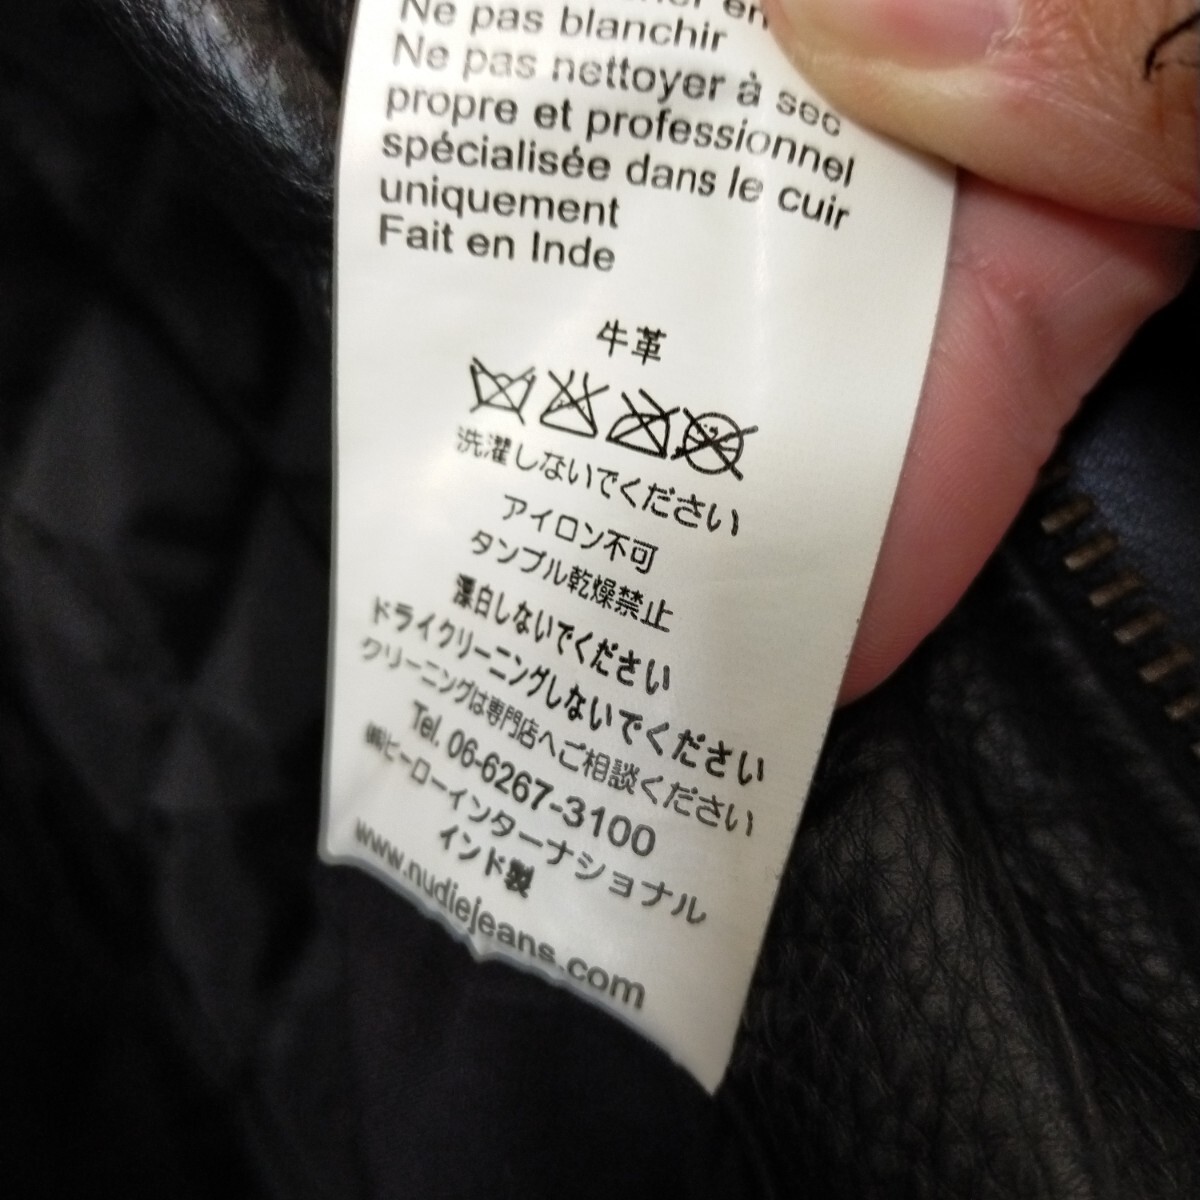 en
Ne pas blanchir
Ne pas nettoyer à sec
propre et professionnel
spécialisée dans le cuir
uniquement
Fait en Inde
牛革
洗濯しないでください
アイロン不可
タンブル乾燥禁止
漂白しないでください
ドライクリーニングしないでください
クリーニングは専門店へご相談ください
Tel. 06-6267-3100
㈱ヒーローインターナショナル
インド製
www.nudiejeans.com